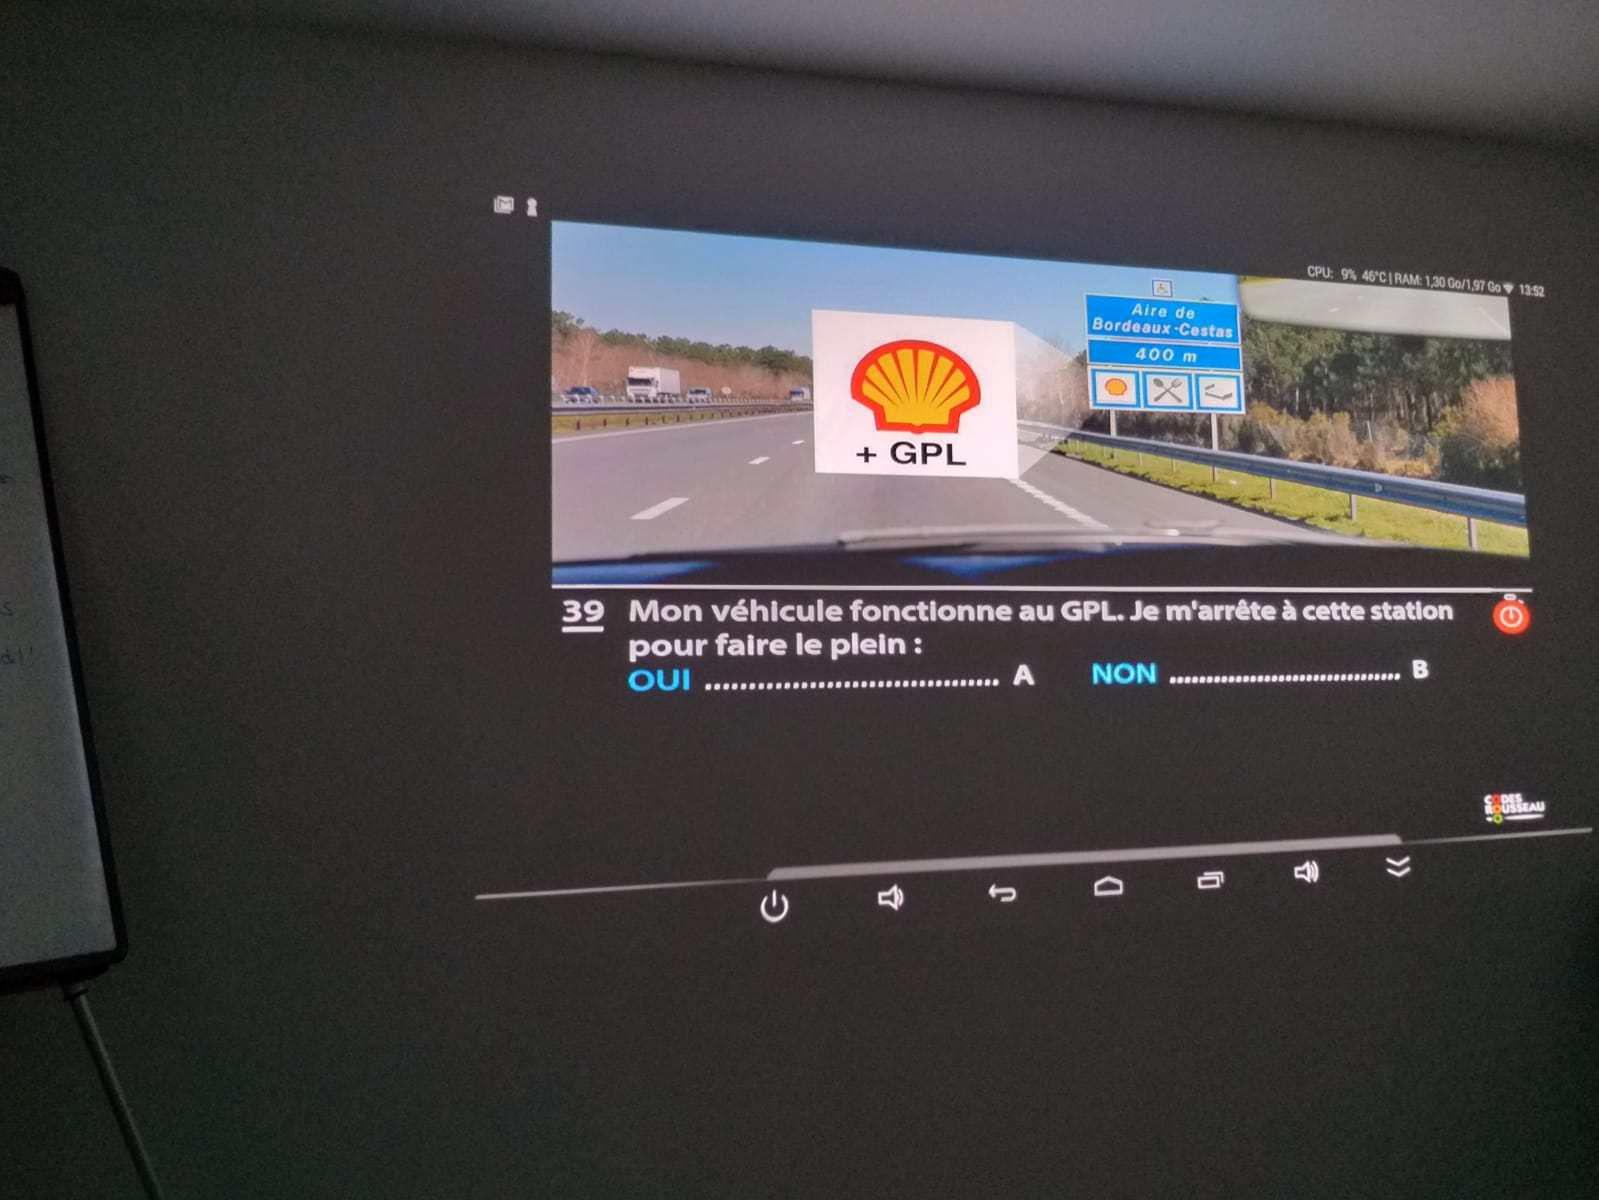 CPU: 9% 46°C | RAM: 1,30 Go/1,97 Go 13:52
Aire de
Bordeaux-Cestas
400 m
+ GPL
39 Mon véhicule fonctionne au GPL. Je m'arrête à cette station
pour faire le plein :
OUI .................................. A NON .............................. B
CODES
ROUSSEAU